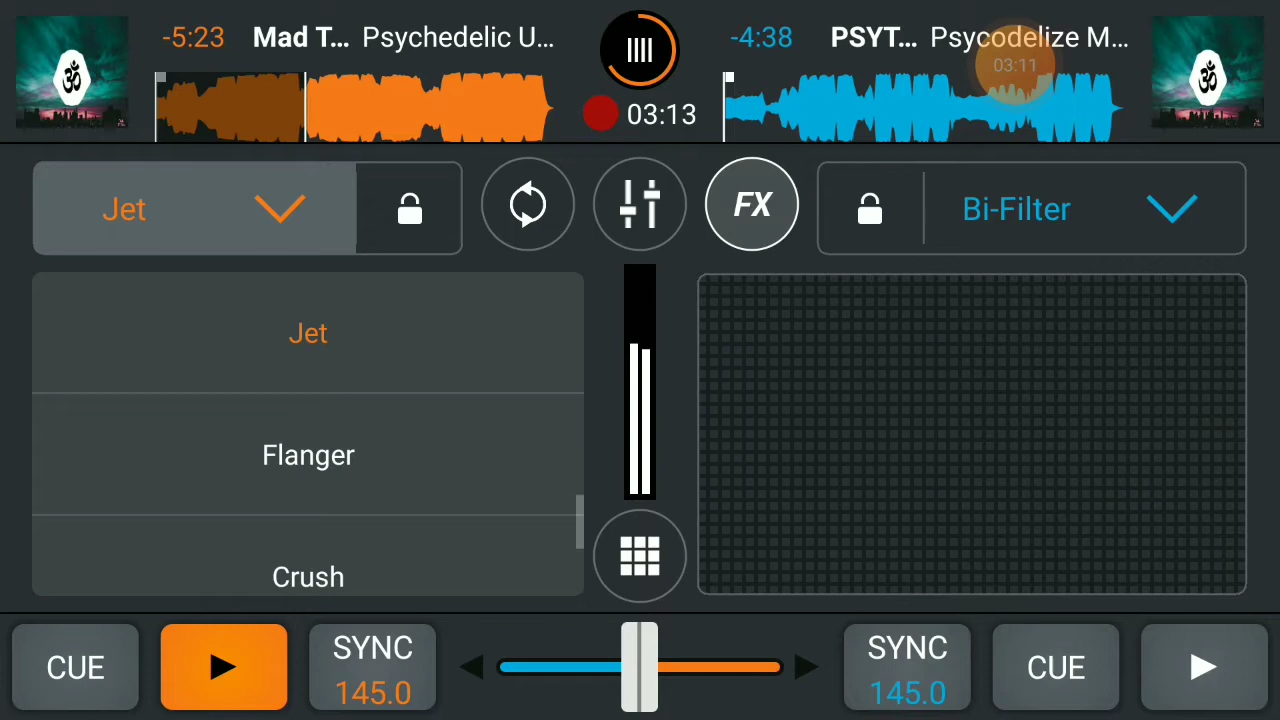 -5:23 Mad T... Psychedelic U...
-4:38 PSYT... Psycodelize M...
03:11
03:13
ॐ
ॐ
Jet
FX
Bi-Filter
Jet
Flanger
Crush
CUE
SYNC
145.0
SYNC
145.0
CUE